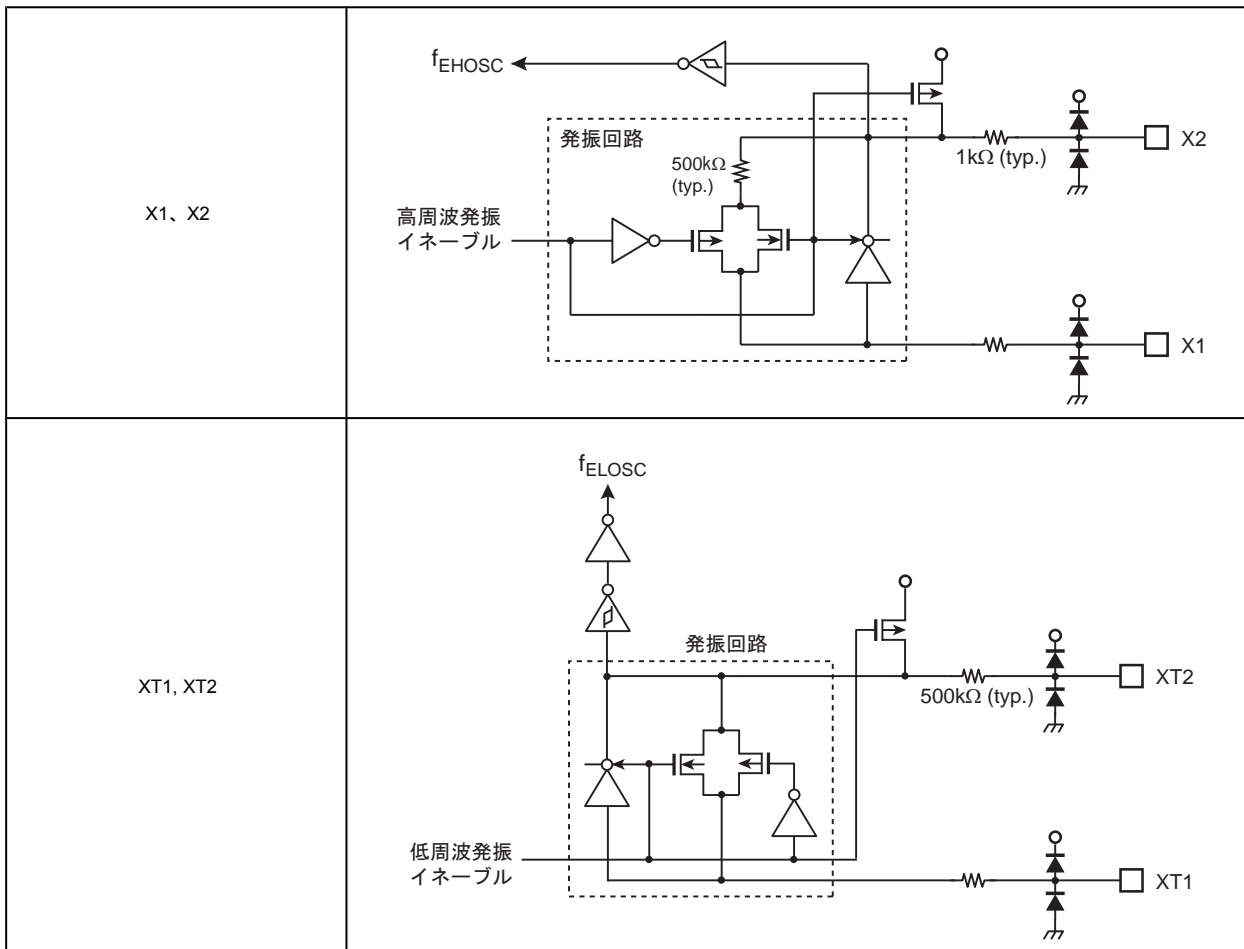 X1、X2
f_EHOSC
発振回路
500kΩ
(typ.)
1kΩ (typ.)
X2
高周波発振
イネーブル
X1
XT1, XT2
f_ELOSC
発振回路
500kΩ (typ.)
XT2
低周波発振
イネーブル
XT1